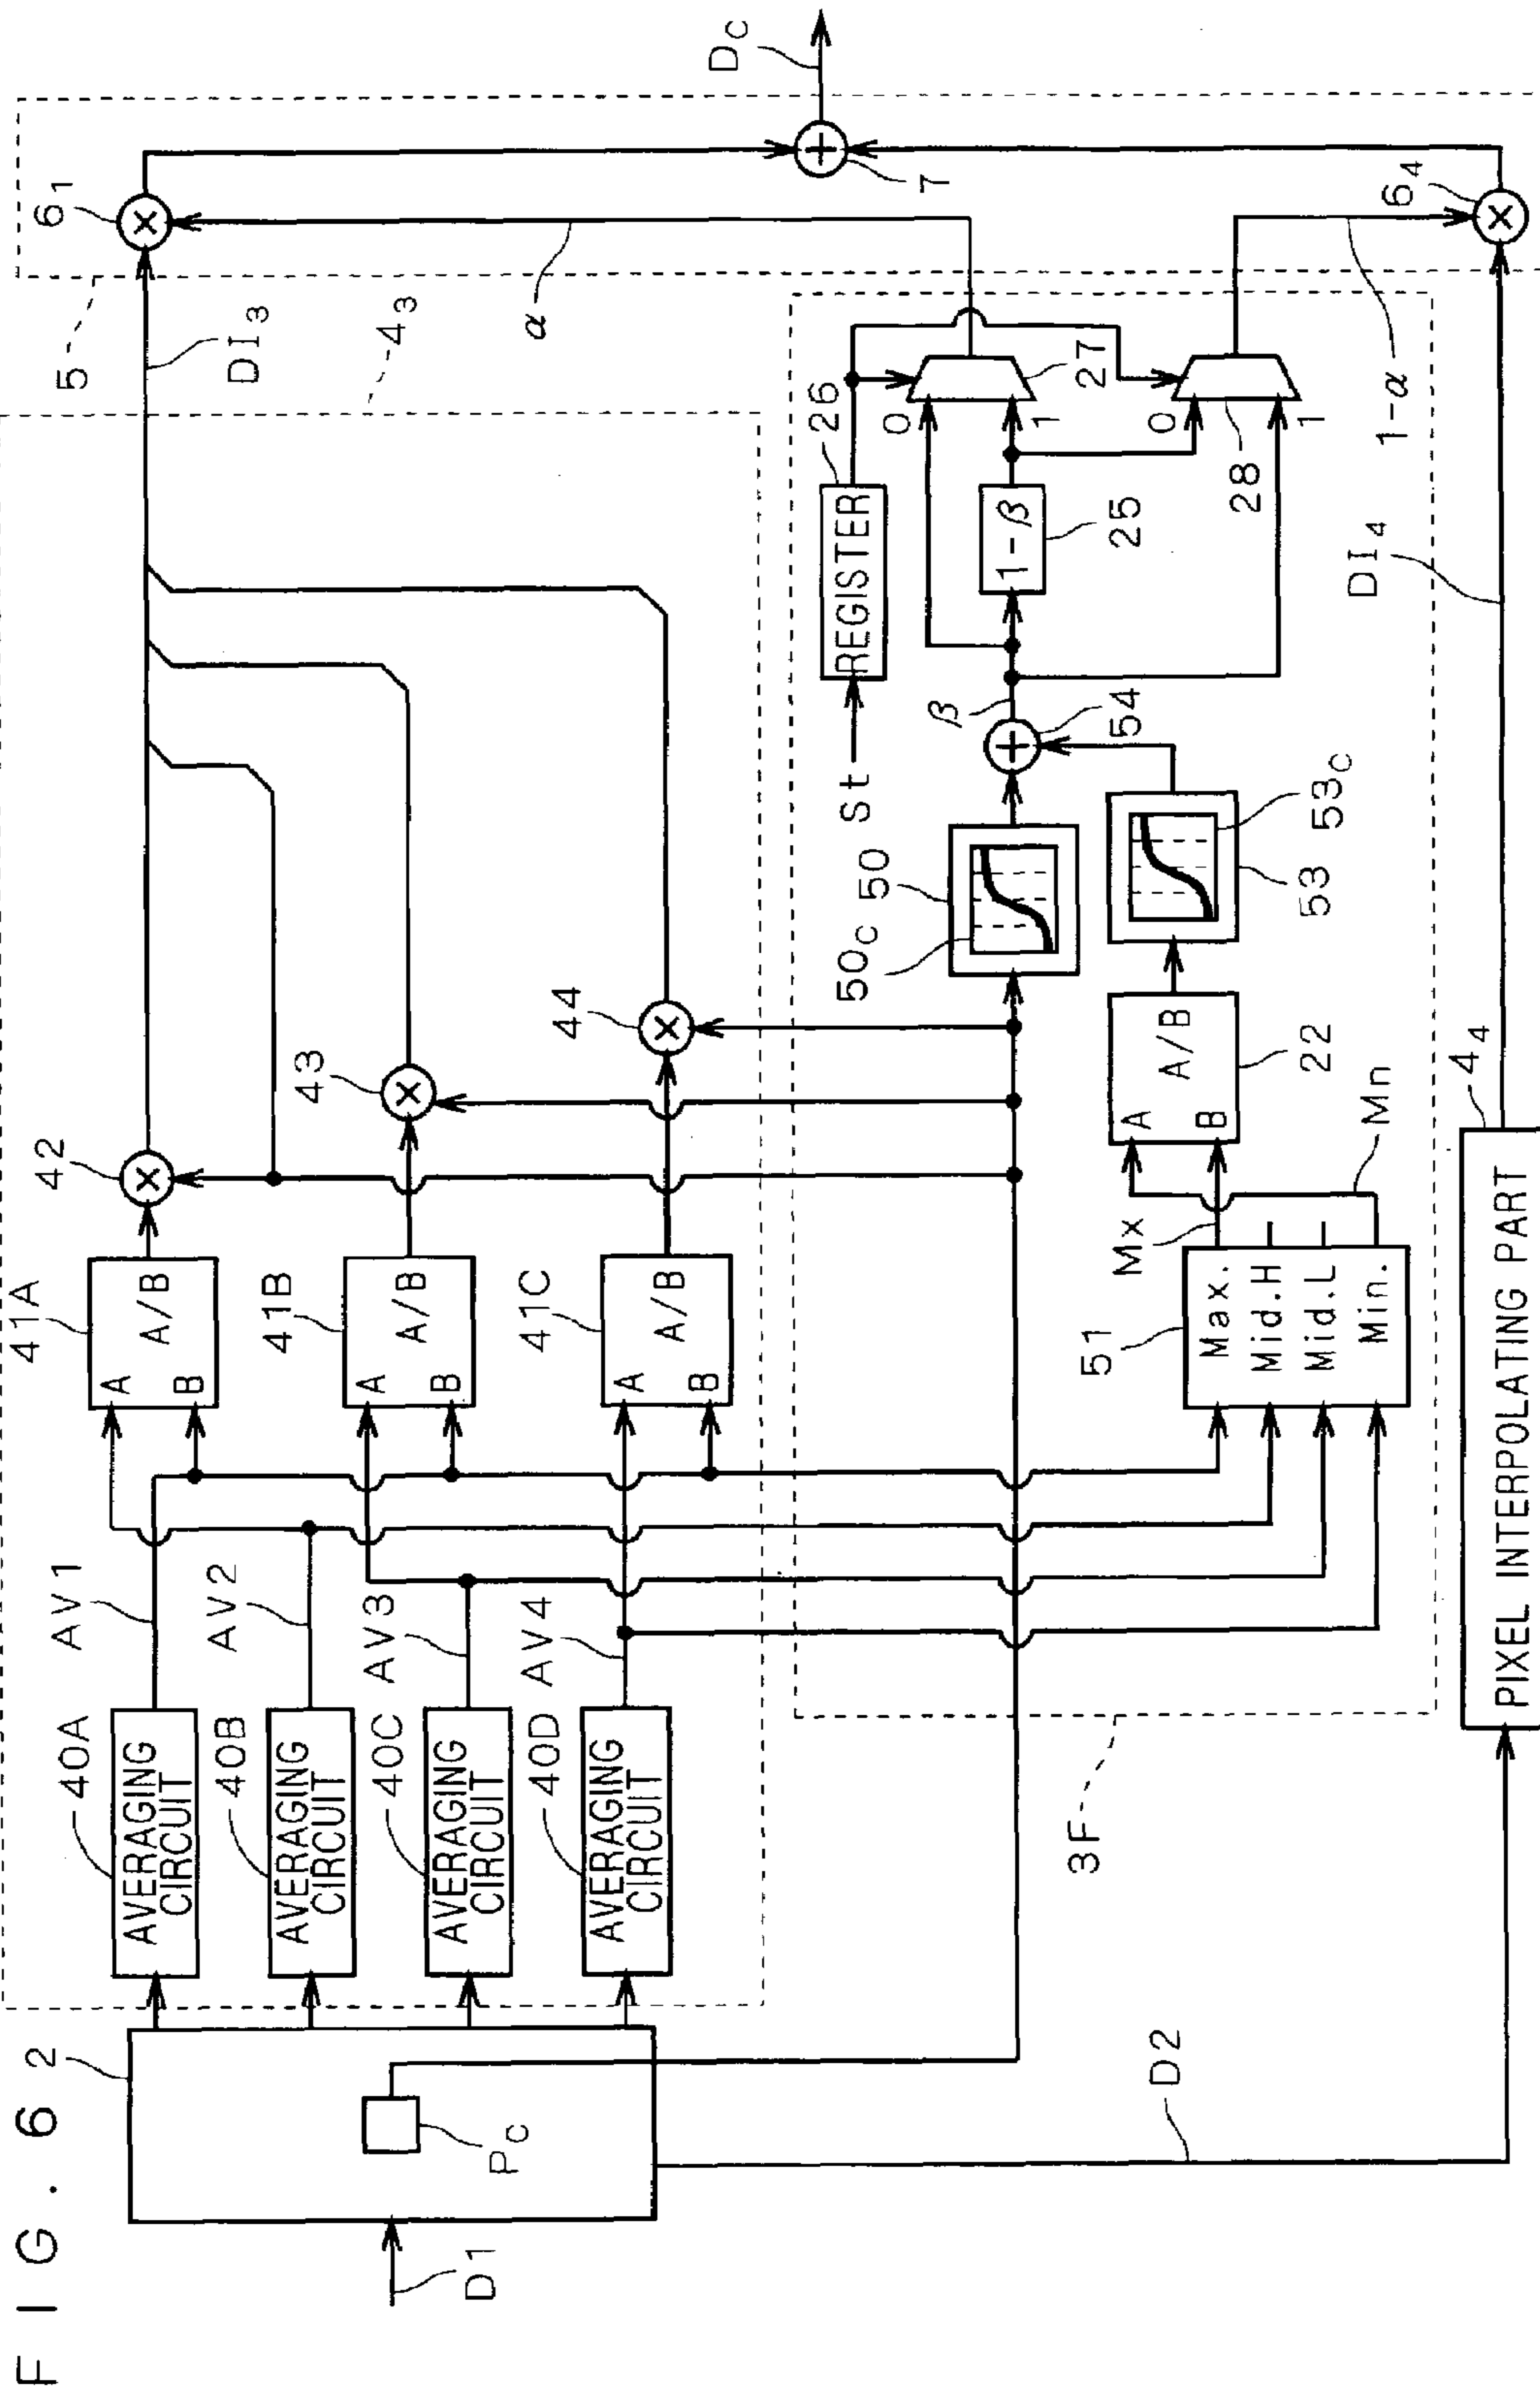 FIG. 6
2
D1
PC
D2
40A
AVERAGING
CIRCUIT
40B
AVERAGING
CIRCUIT
40C
AVERAGING
CIRCUIT
40D
AVERAGING
CIRCUIT
AV1
AV2
AV3
AV4
41A
A
B
A/B
41B
A
B
A/B
41C
A
B
A/B
42
43
44
DI3
43
5
61
α
7
DC
64
1-α
3F
51
Max.
Mid.H
Mid.L
Min.
Mx
Mn
22
A
B
A/B
50C
50
53
53C
54
β
St
REGISTER
26
1-β
25
0
1
27
0
1
28
DI4
44
PIXEL INTERPOLATING PART